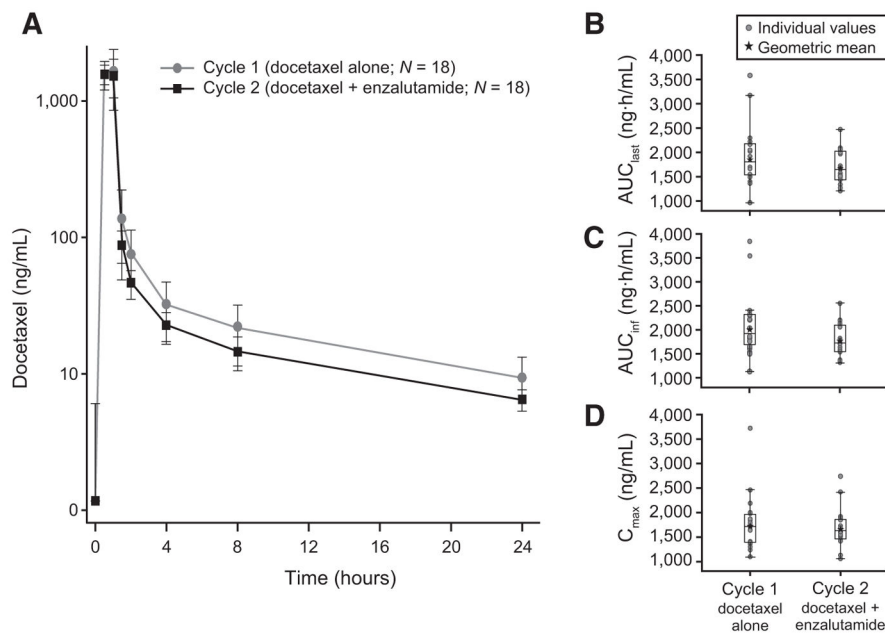 A
Docetaxel (ng/mL)
1,000
100
10
0
Cycle 1 (docetaxel alone; N = 18)
Cycle 2 (docetaxel + enzalutamide; N = 18)
0 4 8 12 16 20 24
Time (hours)
Individual values
Geometric mean
B
AUClast (ng·h/mL)
4,000
3,500
3,000
2,500
2,000
1,500
1,000
C
AUCinf (ng·h/mL)
4,000
3,500
3,000
2,500
2,000
1,500
1,000
D
Cmax (ng/mL)
4,000
3,500
3,000
2,500
2,000
1,500
1,000
Cycle 1
docetaxel
alone
Cycle 2
docetaxel +
enzalutamide